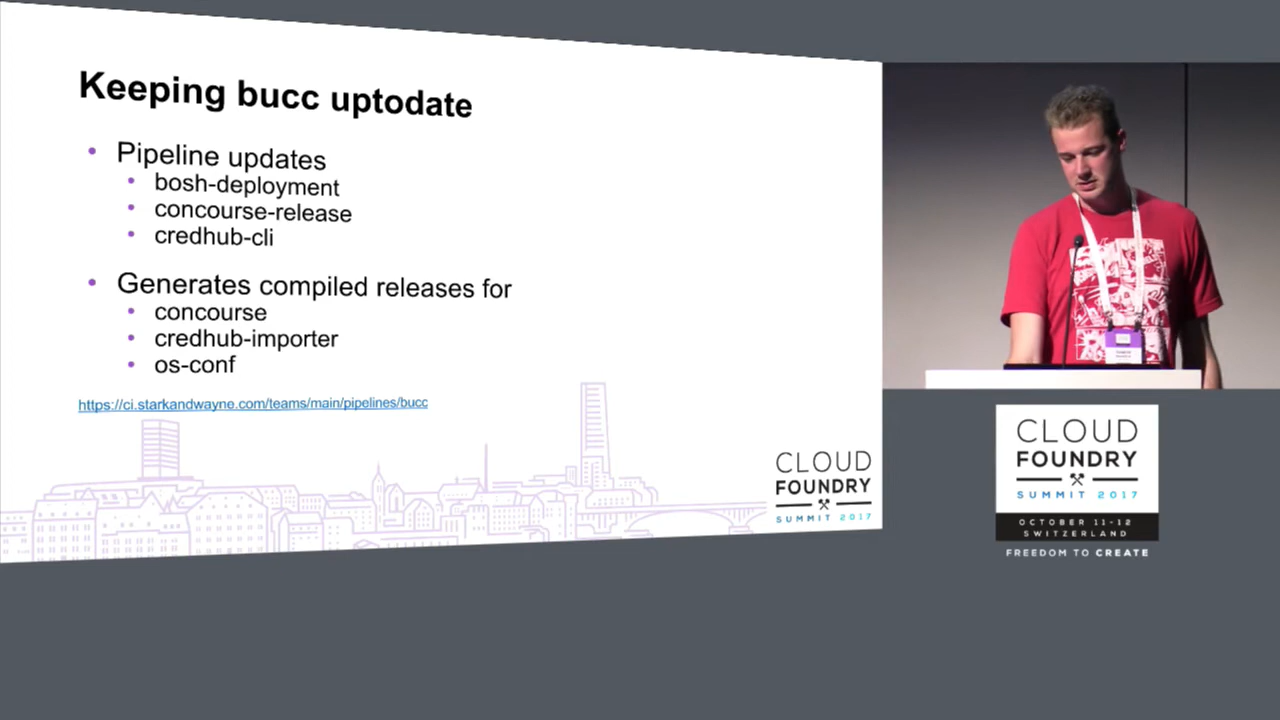 Keeping bucc uptodate
Pipeline updates
bosh-deployment
concourse-release
credhub-cli
Generates compiled releases for
concourse
credhub-importer
os-conf
https://ci.starkandwayne.com/teams/main/pipelines/bucc
CLOUD
FOUNDRY
SUMMIT 2017
CLOUD
FOUNDRY
SUMMIT 2017
OCTOBER 11-12
SWITZERLAND
FREEDOM TO CREATE